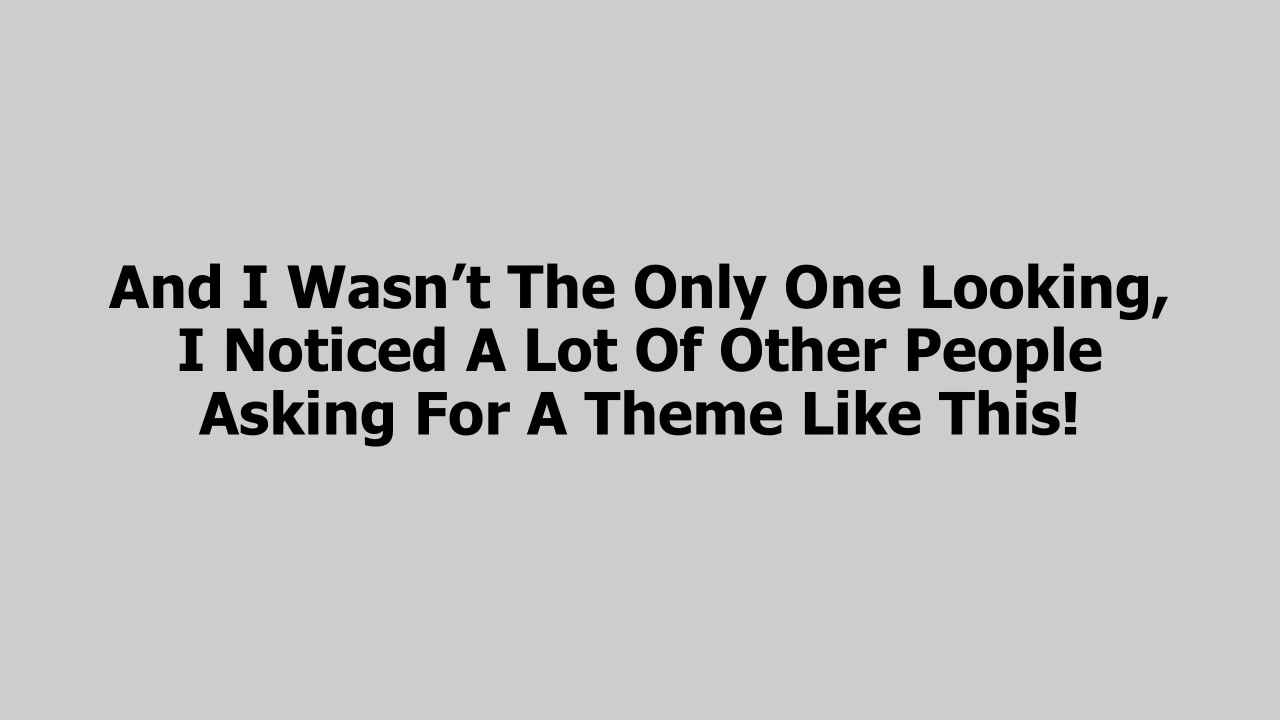 And I Wasn’t The Only One Looking,
I Noticed A Lot Of Other People
Asking For A Theme Like This!